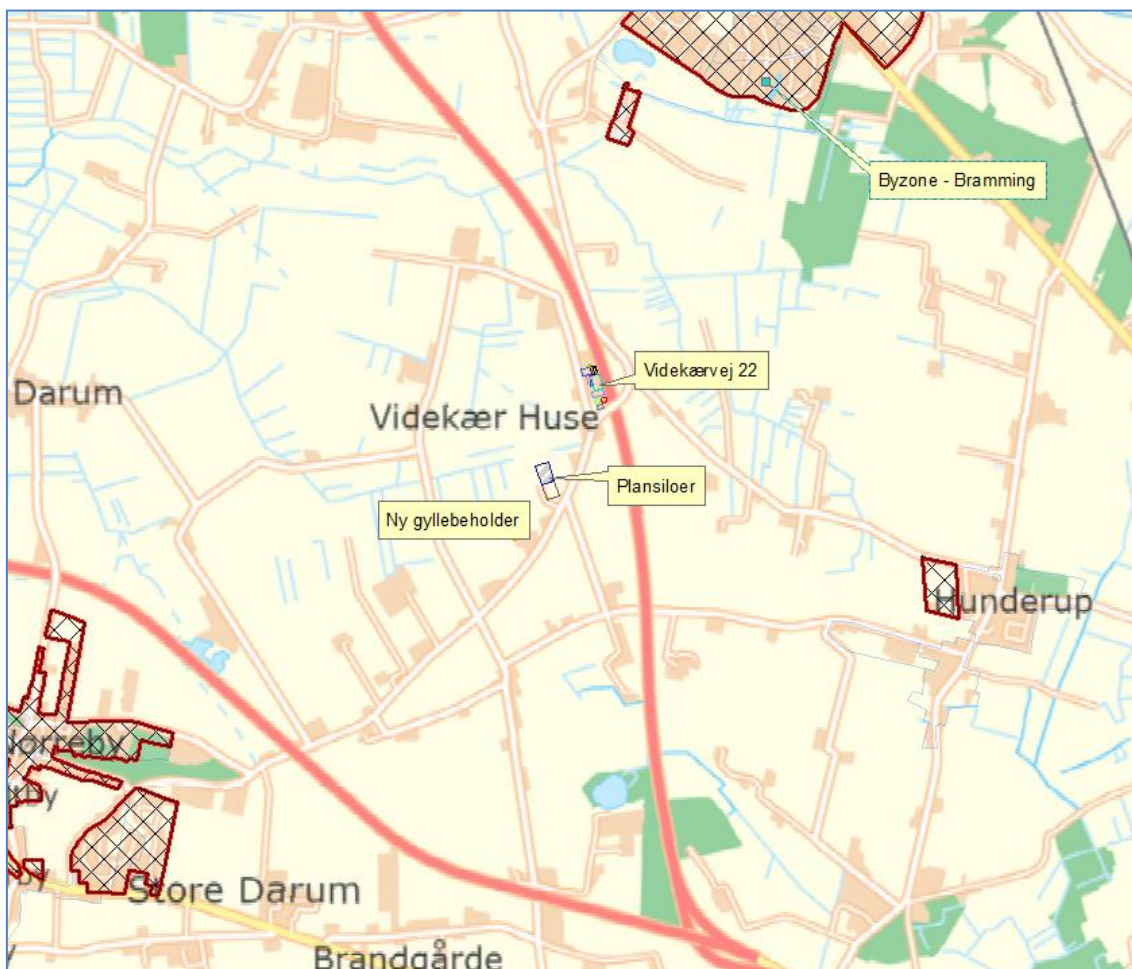 Byzone - Bramming
Videkærvej 22
Darum
Videkær Huse
Plansiloer
Ny gyllebeholder
Hunderup
Store Darum
Brandgårde